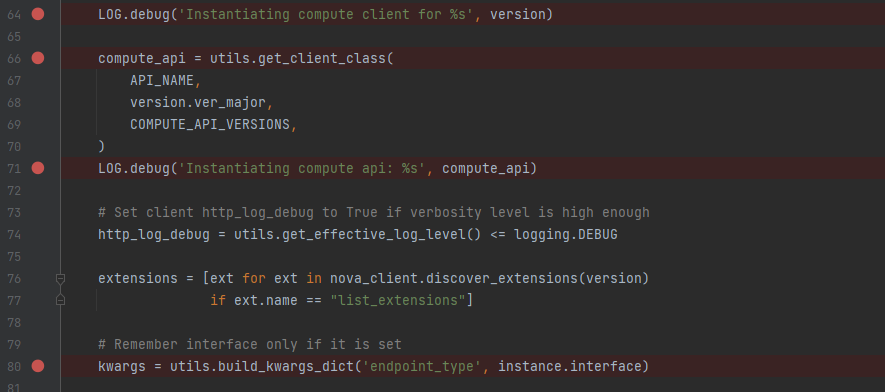 64 LOG.debug('Instantiating compute client for %s', version)
65
66 compute_api = utils.get_client_class(
67 API_NAME,
68 version.ver_major,
69 COMPUTE_API_VERSIONS,
70 )
71 LOG.debug('Instantiating compute api: %s', compute_api)
72
73 # Set client http_log_debug to True if verbosity level is high enough
74 http_log_debug = utils.get_effective_log_level() <= logging.DEBUG
75
76 extensions = [ext for ext in nova_client.discover_extensions(version)
77 if ext.name == "list_extensions"]
78
79 # Remember interface only if it is set
80 kwargs = utils.build_kwargs_dict('endpoint_type', instance.interface)
81